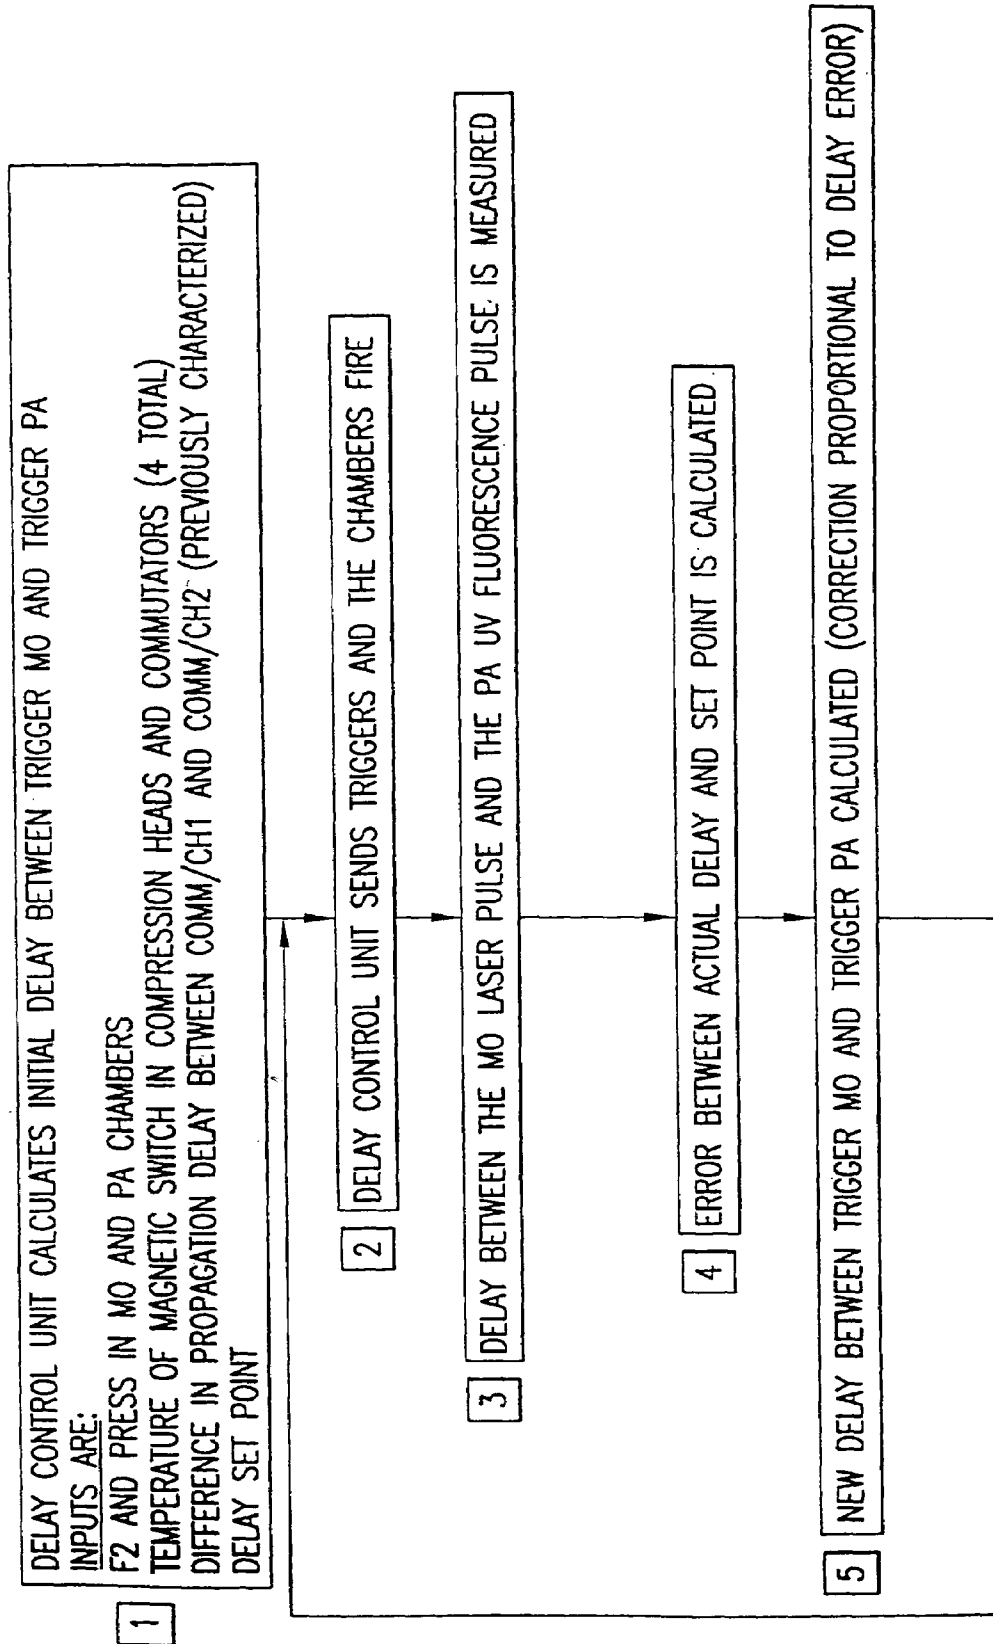 DELAY CONTROL UNIT CALCULATES INITIAL DELAY BETWEEN TRIGGER MO AND TRIGGER PA
INPUTS ARE:
F2 AND PRESS IN MO AND PA CHAMBERS
TEMPERATURE OF MAGNETIC SWITCH IN COMPRESSION HEADS AND COMMUTATORS (4 TOTAL)
DIFFERENCE IN PROPAGATION DELAY BETWEEN COMM/CH1 AND COMM/CH2 (PREVIOUSLY CHARACTERIZED)
DELAY SET POINT
1
2
DELAY CONTROL UNIT SENDS TRIGGERS AND THE CHAMBERS FIRE
3
DELAY BETWEEN THE MO LASER PULSE AND THE PA UV FLUORESCENCE PULSE IS MEASURED
4
ERROR BETWEEN ACTUAL DELAY AND SET POINT IS CALCULATED
5
NEW DELAY BETWEEN TRIGGER MO AND TRIGGER PA CALCULATED (CORRECTION PROPORTIONAL TO DELAY ERROR)